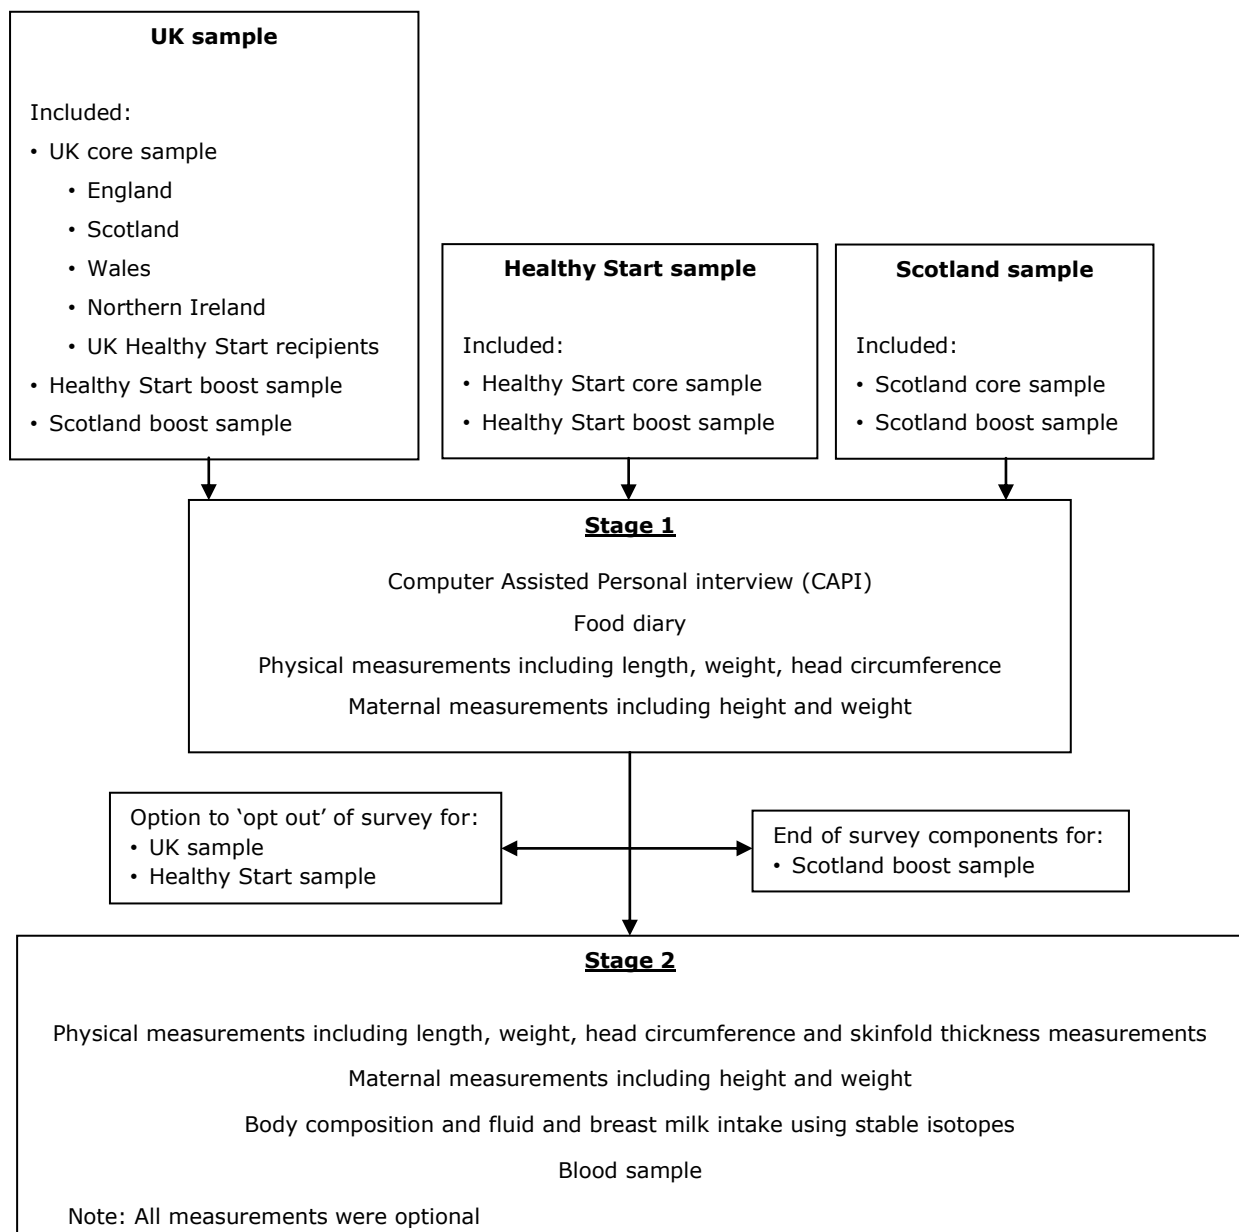 UK sample
Included:
• UK core sample
• England
• Scotland
• Wales
• Northern Ireland
• UK Healthy Start recipients
• Healthy Start boost sample
• Scotland boost sample
Healthy Start sample
Included:
• Healthy Start core sample
• Healthy Start boost sample
Scotland sample
Included:
• Scotland core sample
• Scotland boost sample
Stage 1
Computer Assisted Personal interview (CAPI)
Food diary
Physical measurements including length, weight, head circumference
Maternal measurements including height and weight
Option to ‘opt out’ of survey for:
• UK sample
• Healthy Start sample
End of survey components for:
• Scotland boost sample
Stage 2
Physical measurements including length, weight, head circumference and skinfold thickness measurements
Maternal measurements including height and weight
Body composition and fluid and breast milk intake using stable isotopes
Blood sample
Note: All measurements were optional